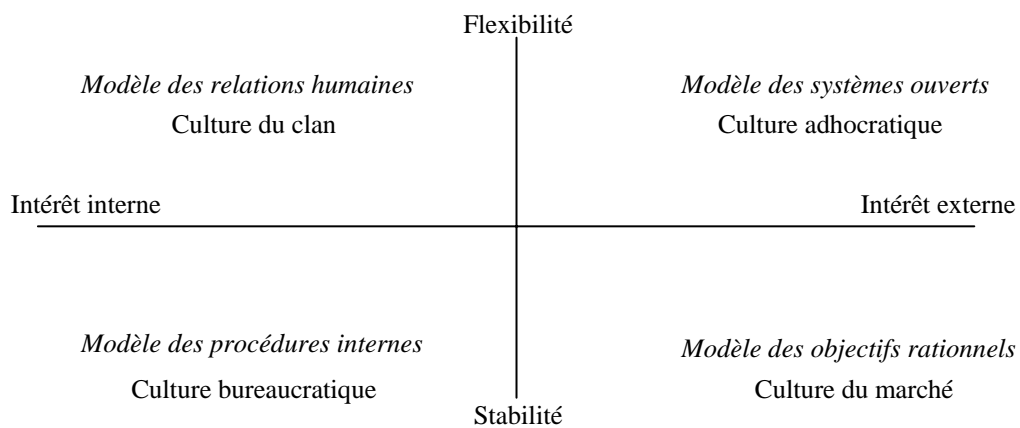 Flexibilité
Modèle des relations humaines
Culture du clan
Modèle des systèmes ouverts
Culture adhocratique
Intérêt interne
Intérêt externe
Modèle des procédures internes
Culture bureaucratique
Modèle des objectifs rationnels
Culture du marché
Stabilité